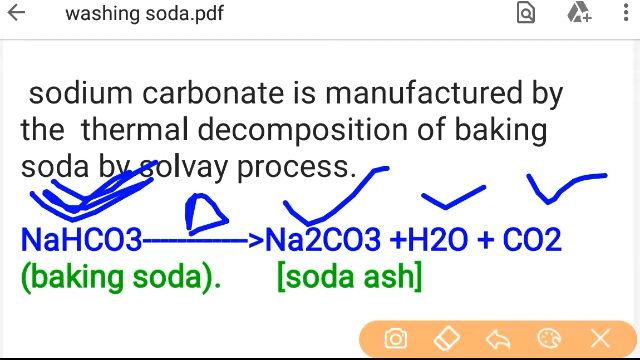 washing soda.pdf
sodium carbonate is manufactured by
the thermal decomposition of baking
soda by solvay process.
NaHCO3---------->Na2CO3 +H2O + CO2
(baking soda). [soda ash]